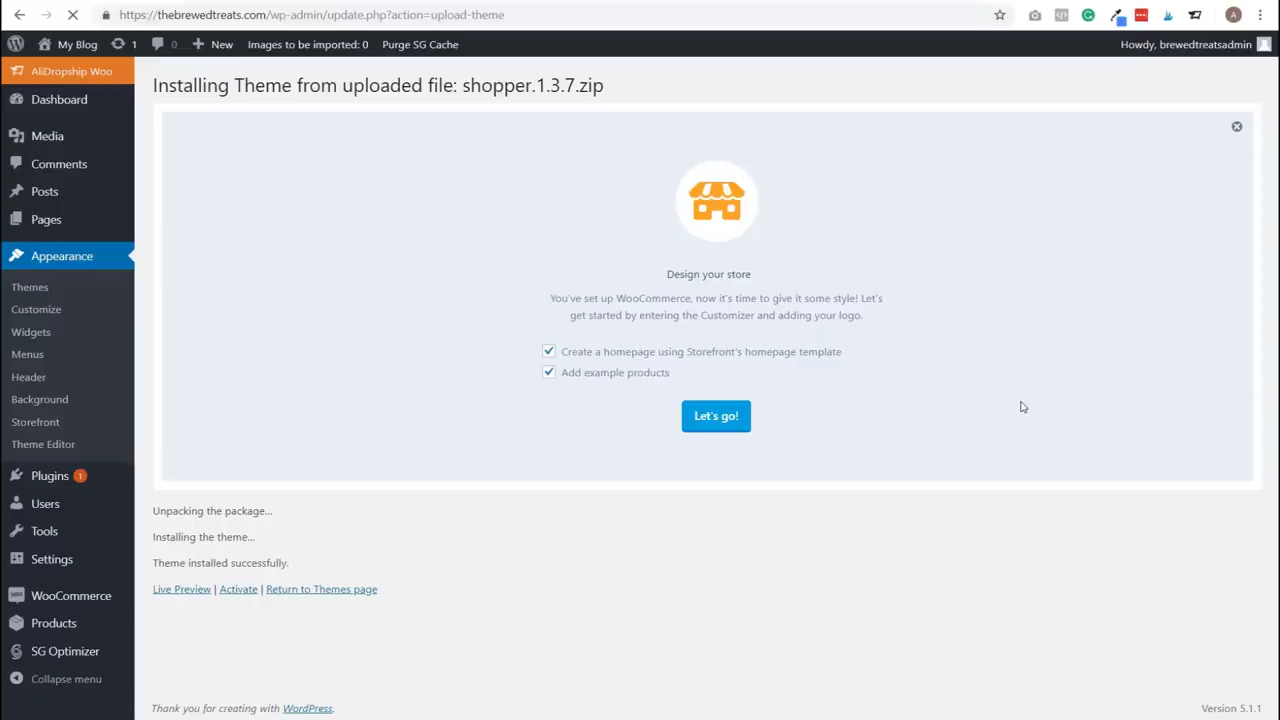 https://thebrewedtreats.com/wp-admin/update.php?action=upload-theme
A
My Blog 1 0 New Images to be imported: 0 Purge SG Cache Howdy, brewedtreatsadmin
AliDropship Woo
Dashboard
Media
Comments
Posts
Pages
Appearance
Themes
Customize
Widgets
Menus
Header
Background
Storefront
Theme Editor
Plugins 1
Users
Tools
Settings
WooCommerce
Products
SG Optimizer
Collapse menu
Installing Theme from uploaded file: shopper.1.3.7.zip
Design your store
You've set up WooCommerce, now it's time to give it some style! Let's
get started by entering the Customizer and adding your logo.
Create a homepage using Storefront's homepage template
Add example products
Let's go!
Unpacking the package...
Installing the theme...
Theme installed successfully.
Live Preview | Activate | Return to Themes page
Thank you for creating with WordPress.
Version 5.1.1